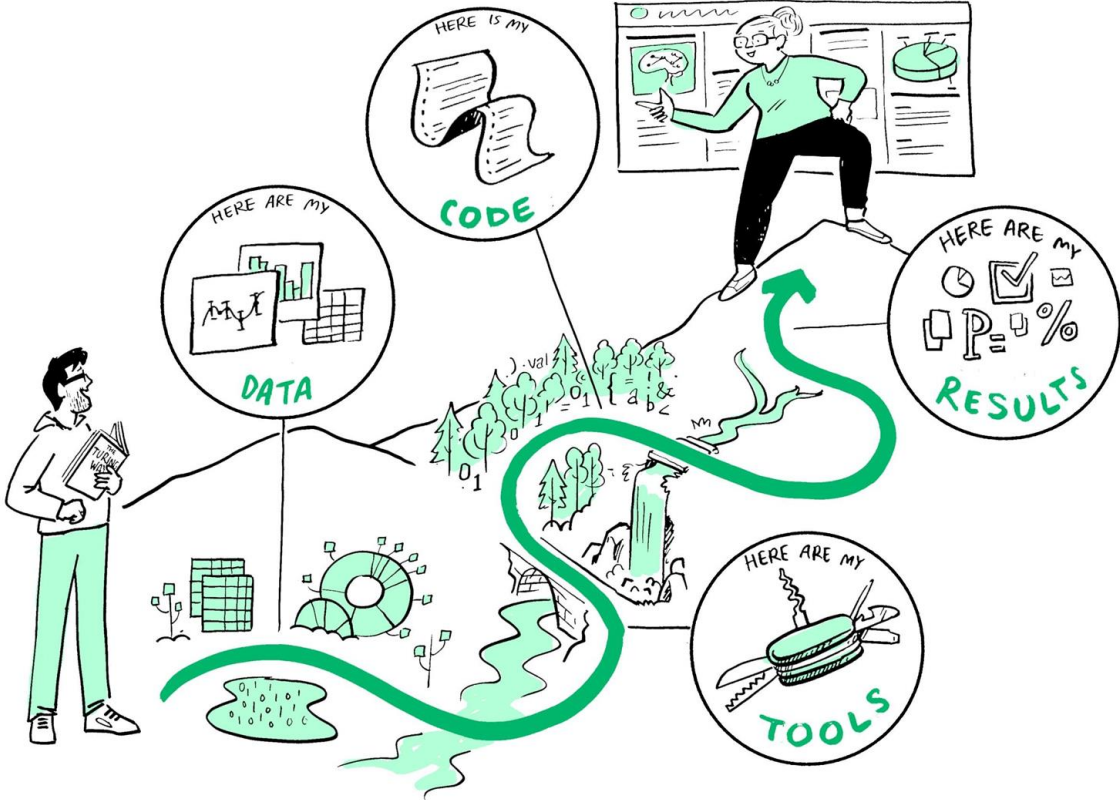 HERE IS MY
CODE
HERE ARE MY
DATA
HERE ARE MY
P=
%
RESULTS
THE
TURING
WAY
HERE ARE MY
TOOLS